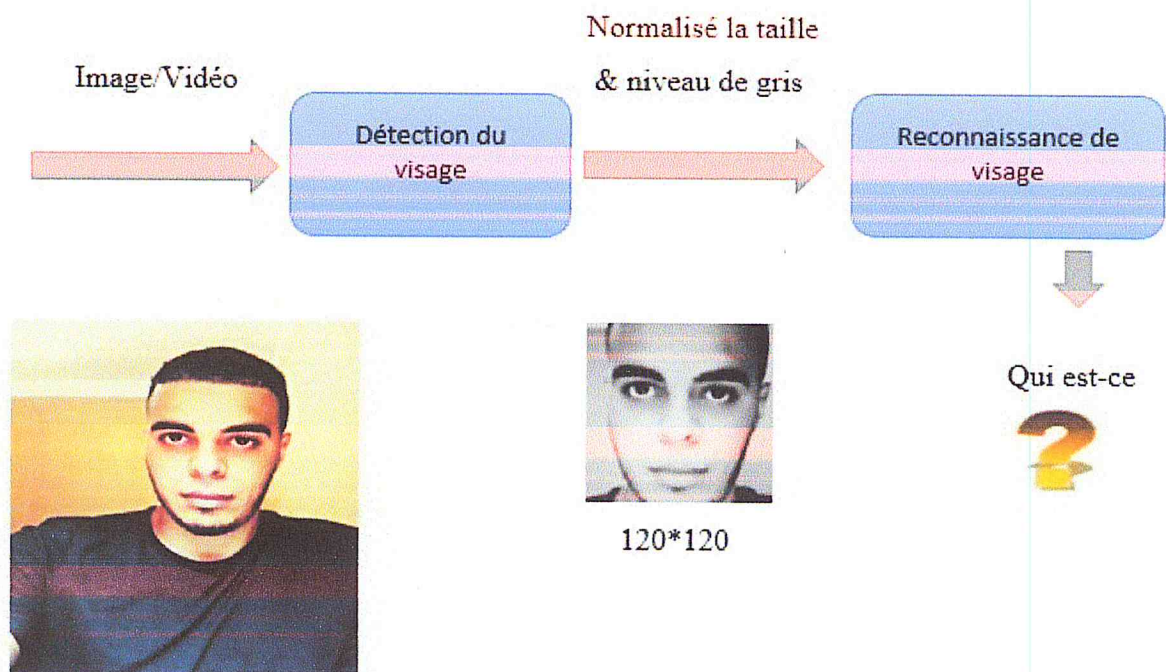 Normalisé la taille
Image/Vidéo
& niveau de gris
Détection du
visage
Reconnaissance de
visage
Qui est-ce
?
120*120